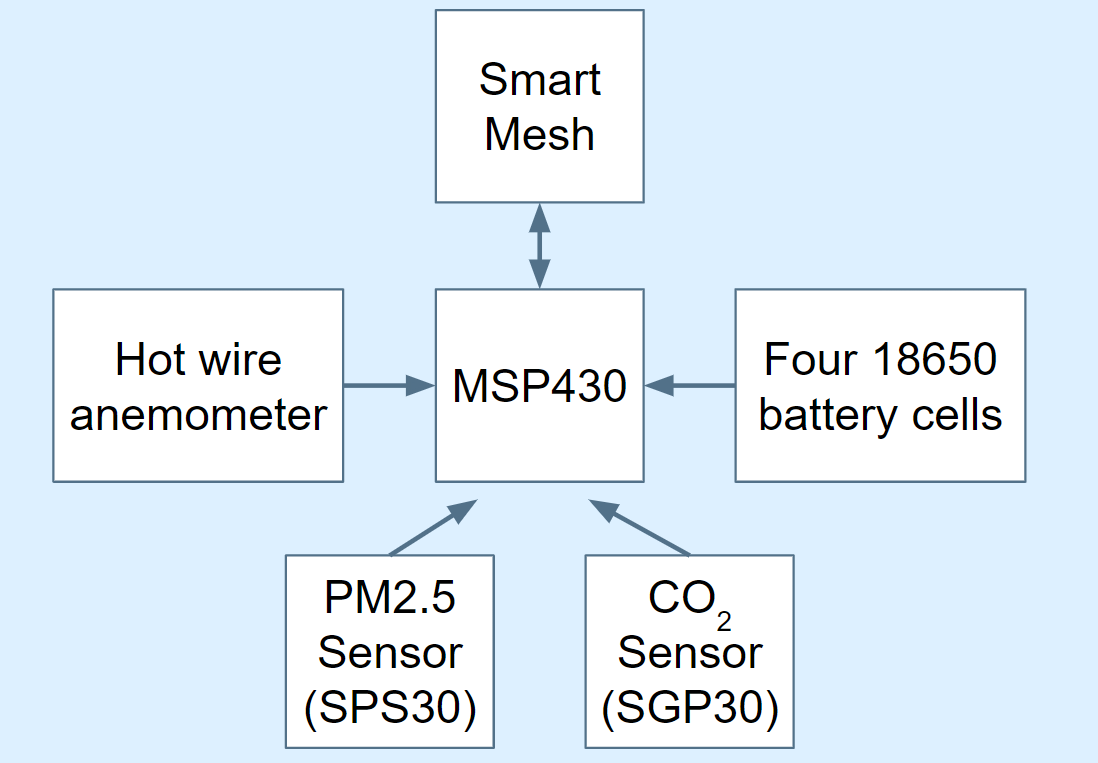 Smart
Mesh
Hot wire
anemometer
MSP430
Four 18650
battery cells
PM2.5
Sensor
(SPS30)
CO₂
Sensor
(SGP30)